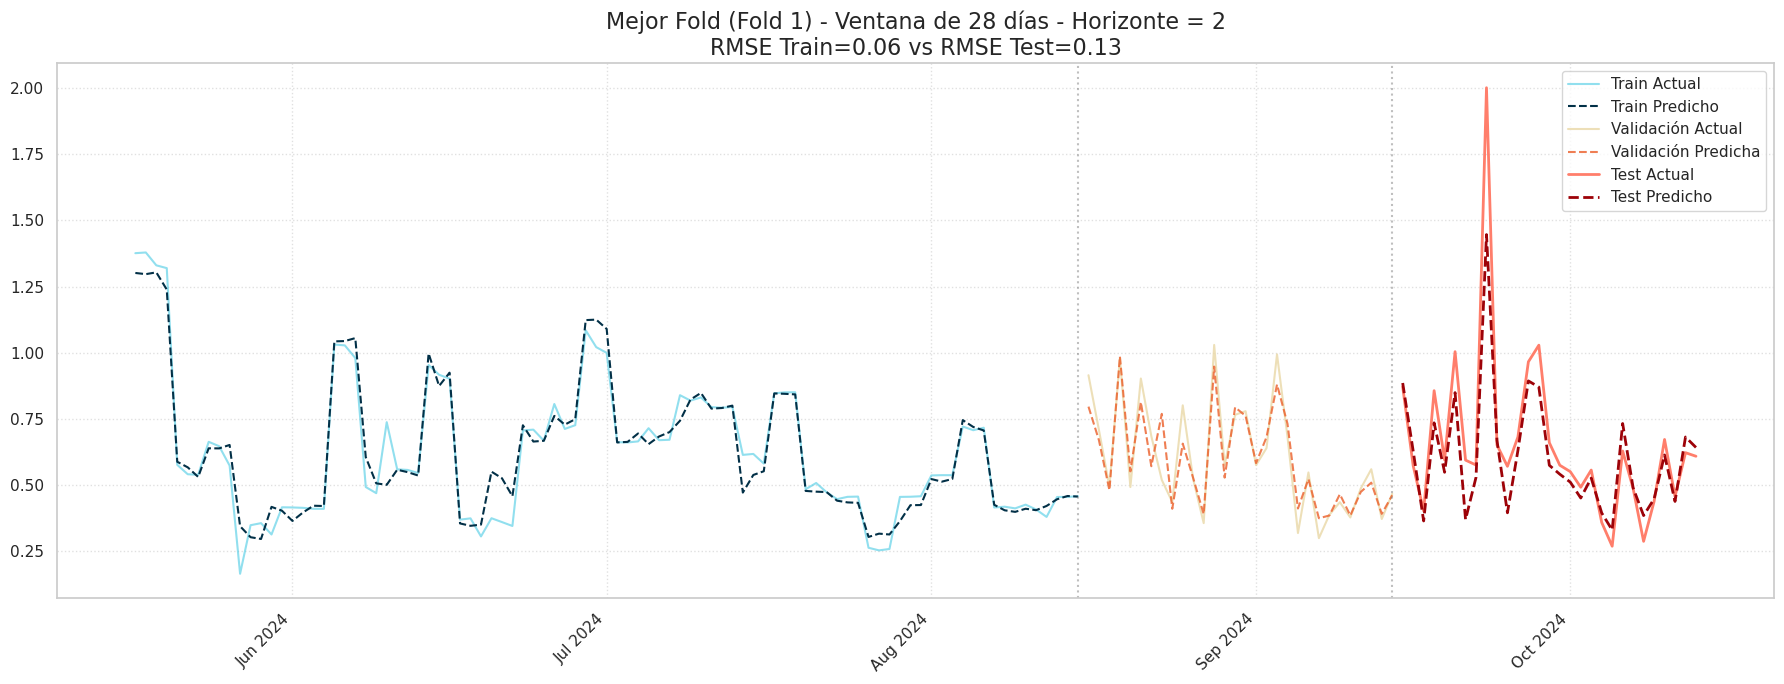 Mejor Fold (Fold 1) - Ventana de 28 días - Horizonte = 2
RMSE Train=0.06 vs RMSE Test=0.13
2.00
1.75
1.50
1.25
1.00
0.75
0.50
0.25
Train Actual
Train Predicho
Validación Actual
Validación Predicha
Test Actual
Test Predicho
Jun 2024
Jul 2024
Aug 2024
Sep 2024
Oct 2024